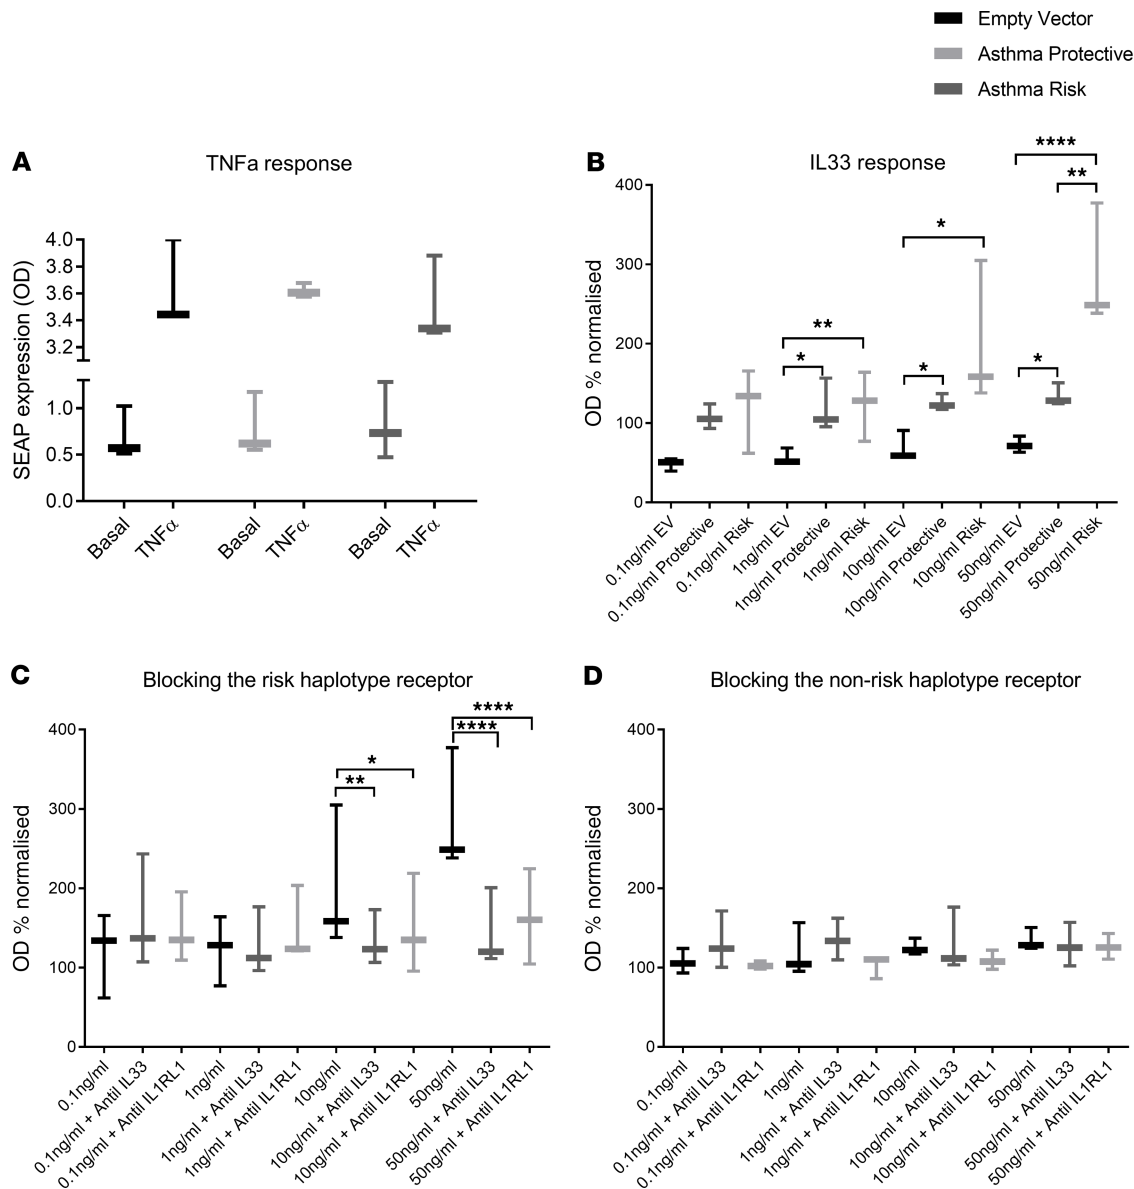 Empty Vector
Asthma Protective
Asthma Risk
A
TNFa response
SEAP expression (OD)
4.0
3.8
3.6
3.4
3.2
1.0
0.5
0.0
Basal
TNFα
Basal
TNFα
Basal
TNFα
B
IL33 response
OD % normalised
400
300
200
100
0
**
*
*
*
*
****
**
0.1ng/ml EV
0.1ng/ml Protective
0.1ng/ml Risk
1ng/ml EV
1ng/ml Protective
1ng/ml Risk
10ng/ml EV
10ng/ml Protective
10ng/ml Risk
50ng/ml EV
50ng/ml Protective
50ng/ml Risk
C
Blocking the risk haplotype receptor
OD % normalised
400
300
200
100
0
*
**
****
****
0.1ng/ml
0.1ng/ml + Antil IL33
0.1ng/ml + Antil IL1RL1
1ng/ml
1ng/ml + Antil IL33
1ng/ml + Antil IL1RL1
10ng/ml
10ng/ml + Antil IL33
10ng/ml + Antil IL1RL1
50ng/ml
50ng/ml + Antil IL33
50ng/ml + Antil IL1RL1
D
Blocking the non-risk haplotype receptor
OD % normalised
400
300
200
100
0
0.1ng/ml
0.1ng/ml + Antil IL33
0.1ng/ml + Antil IL1RL1
1ng/ml
1ng/ml + Antil IL33
1ng/ml + Antil IL1RL1
10ng/ml
10ng/ml + Antil IL33
10ng/ml + Antil IL1RL1
50ng/ml
50ng/ml + Antil IL33
50ng/ml + Antil IL1RL1